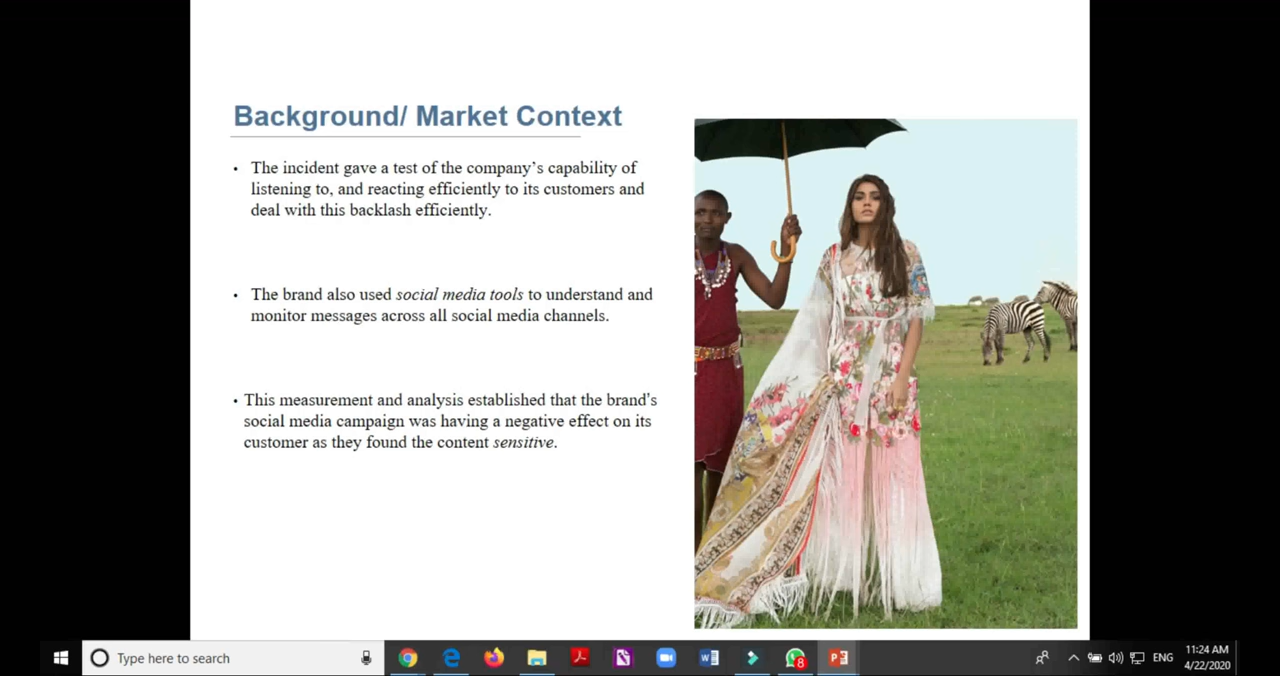 Background/ Market Context
• The incident gave a test of the company's capability of
listening to, and reacting efficiently to its customers and
deal with this backlash efficiently.
• The brand also used social media tools to understand and
monitor messages across all social media channels.
• This measurement and analysis established that the brand's
social media campaign was having a negative effect on its
customer as they found the content sensitive.
Type here to search
8
ENG
11:24 AM
4/22/2020